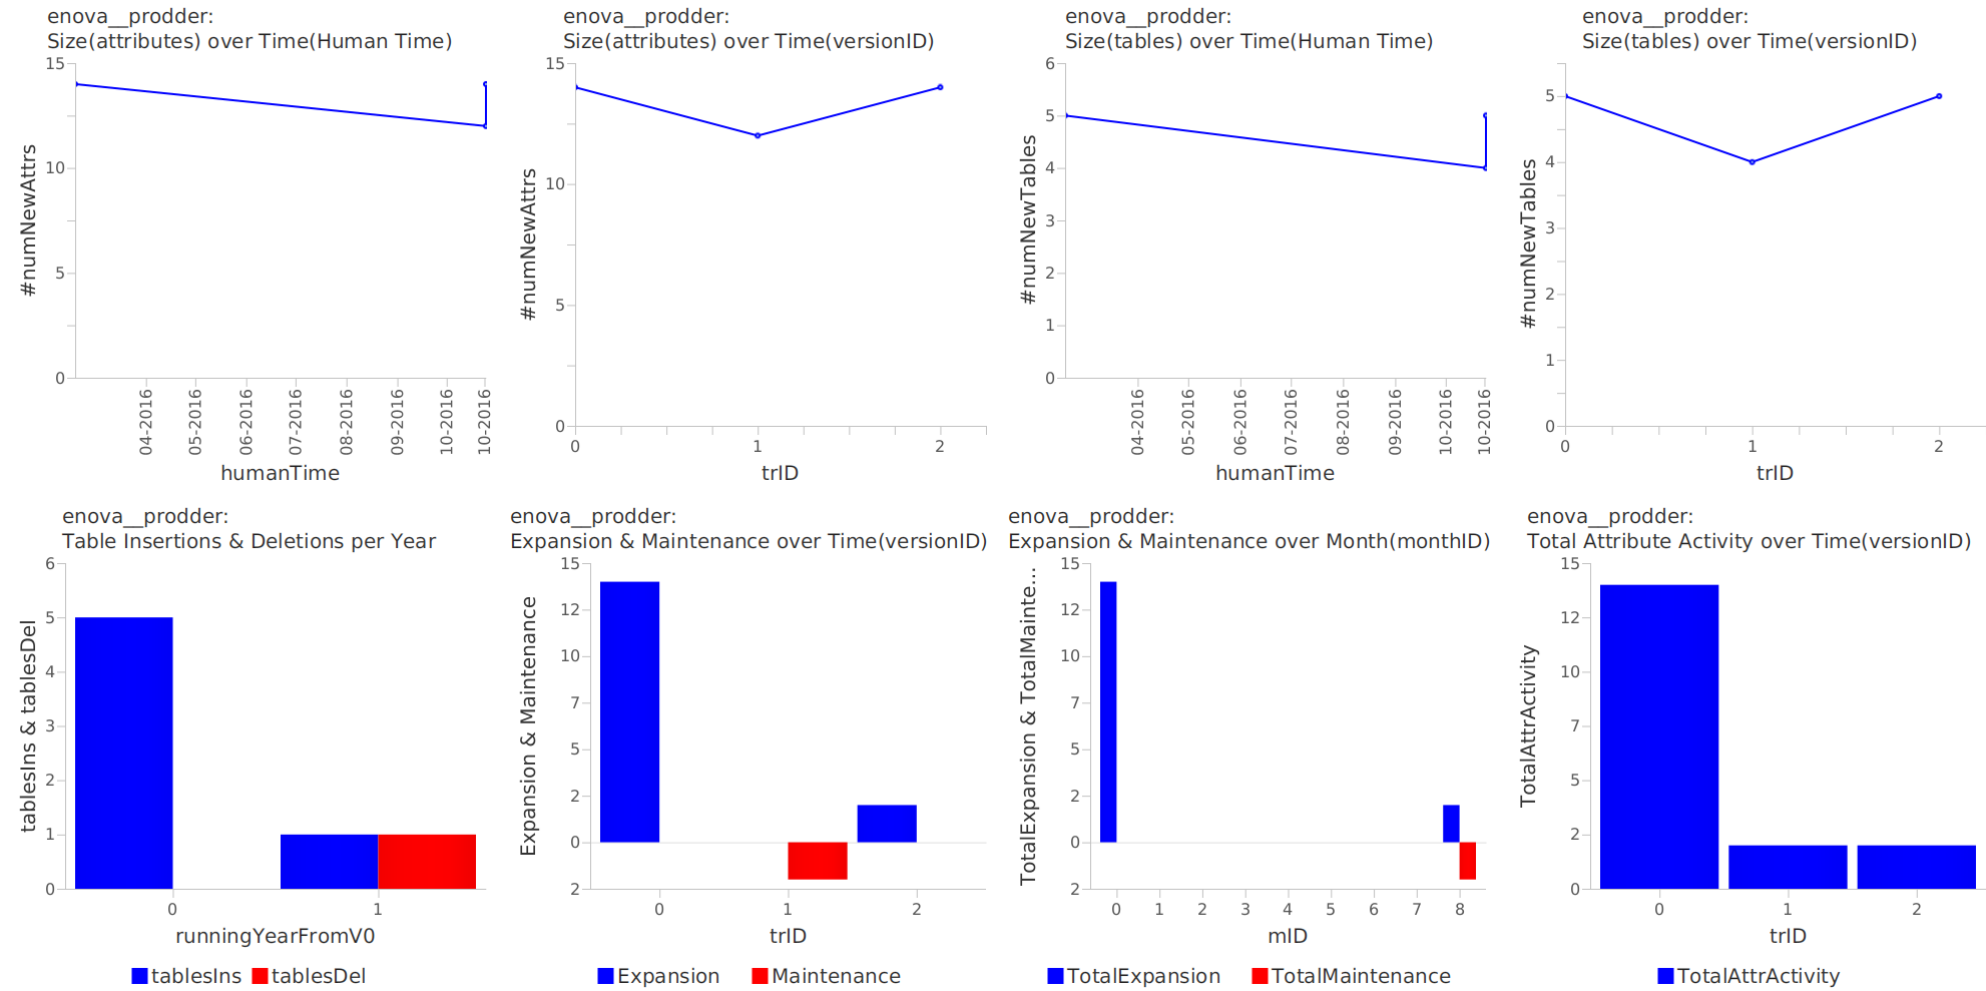 enova__prodder:
Size(attributes) over Time(Human Time)
15
10
5
0
#numNewAttrs
04-2016
05-2016
06-2016
07-2016
08-2016
09-2016
10-2016
10-2016
humanTime
enova__prodder:
Size(attributes) over Time(versionID)
15
10
5
0
#numNewAttrs
0
1
2
trID
enova__prodder:
Size(tables) over Time(Human Time)
6
5
4
3
2
1
0
#numNewTables
04-2016
05-2016
06-2016
07-2016
08-2016
09-2016
10-2016
10-2016
humanTime
enova__prodder:
Size(tables) over Time(versionID)
5
4
3
2
1
0
#numNewTables
0
1
2
trID
enova__prodder:
Table Insertions & Deletions per Year
6
5
4
3
2
1
0
tablesIns & tablesDel
0
1
runningYearFromV0
tablesIns
tablesDel
enova__prodder:
Expansion & Maintenance over Time(versionID)
15
12
10
7
5
2
0
2
Expansion & Maintenance
0
1
2
trID
Expansion
Maintenance
enova__prodder:
Expansion & Maintenance over Month(monthID)
15
12
10
7
5
2
0
2
TotalExpansion & TotalMainte...
0
1
2
3
4
5
6
7
8
mID
TotalExpansion
TotalMaintenance
enova__prodder:
Total Attribute Activity over Time(versionID)
15
12
10
7
5
2
0
TotalAttrActivity
0
1
2
trID
TotalAttrActivity